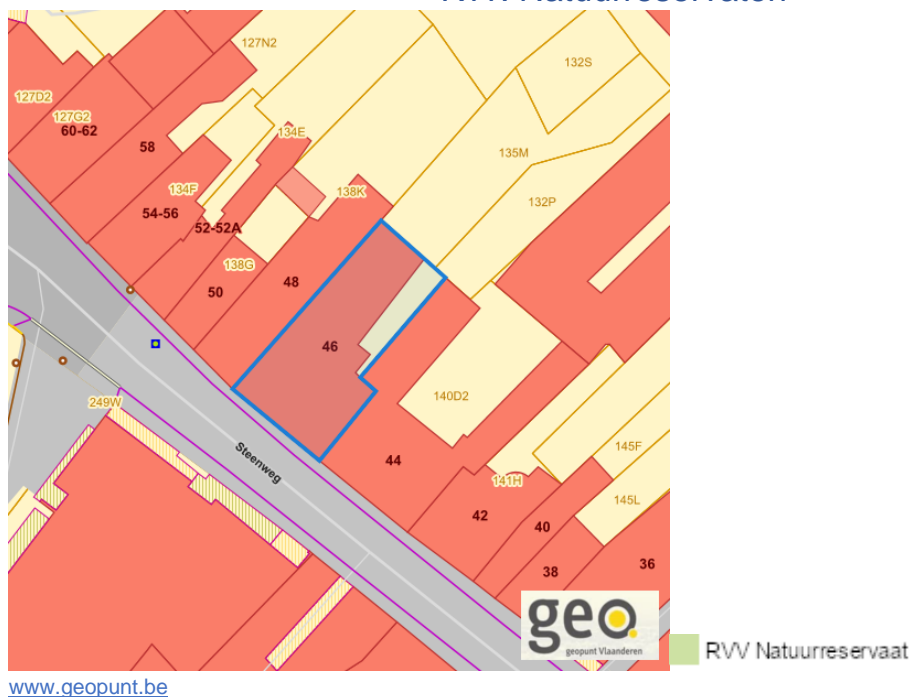 RVV Natuurreservaten
127N2
132S
127D2
127G2
60-62
134E
58
135M
134F
138K
132P
54-56
52-52A
138G
48
50
46
140D2
249W
Steenweg
44
145F
141H
145L
42
40
38
36
geo.
geopunt Vlaanderen
RVV Natuurreservaat
www.geopunt.be